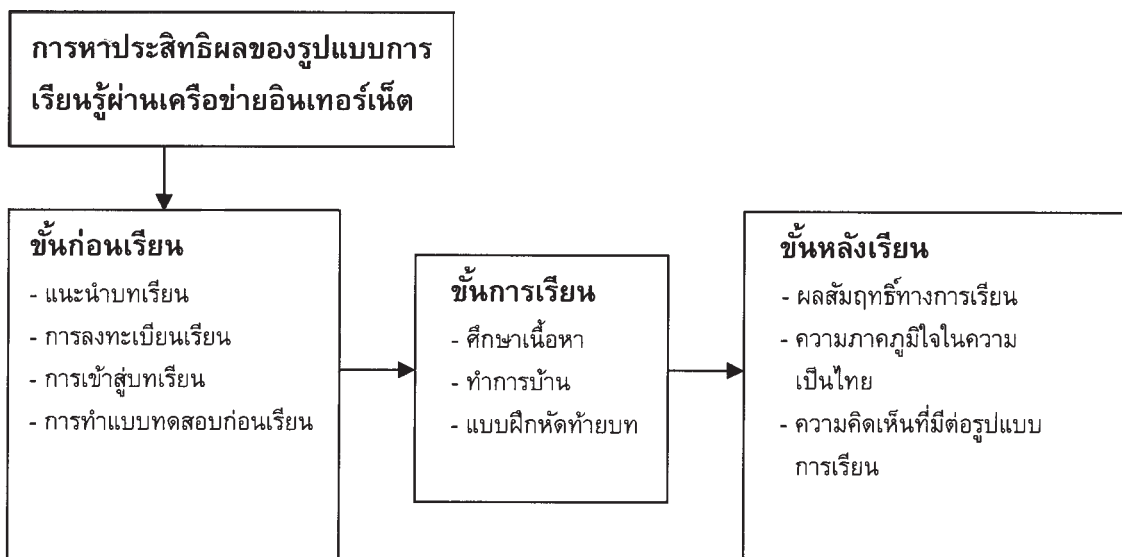 การหาประสิทธิผลของรูปแบบการ
เรียนรู้ผ่านเครือข่ายอินเทอร์เน็ต
ขั้นก่อนเรียน
- แนะนำบทเรียน
- การลงทะเบียนเรียน
- การเข้าสู่บทเรียน
- การทำแบบทดสอบก่อนเรียน
ขั้นการเรียน
- ศึกษาเนื้อหา
- ทำการบ้าน
- แบบฝึกหัดท้ายบท
ขั้นหลังเรียน
- ผลสัมฤทธิ์ทางการเรียน
- ความภาคภูมิใจในความ
เป็นไทย
- ความคิดเห็นที่มีต่อรูปแบบ
การเรียน